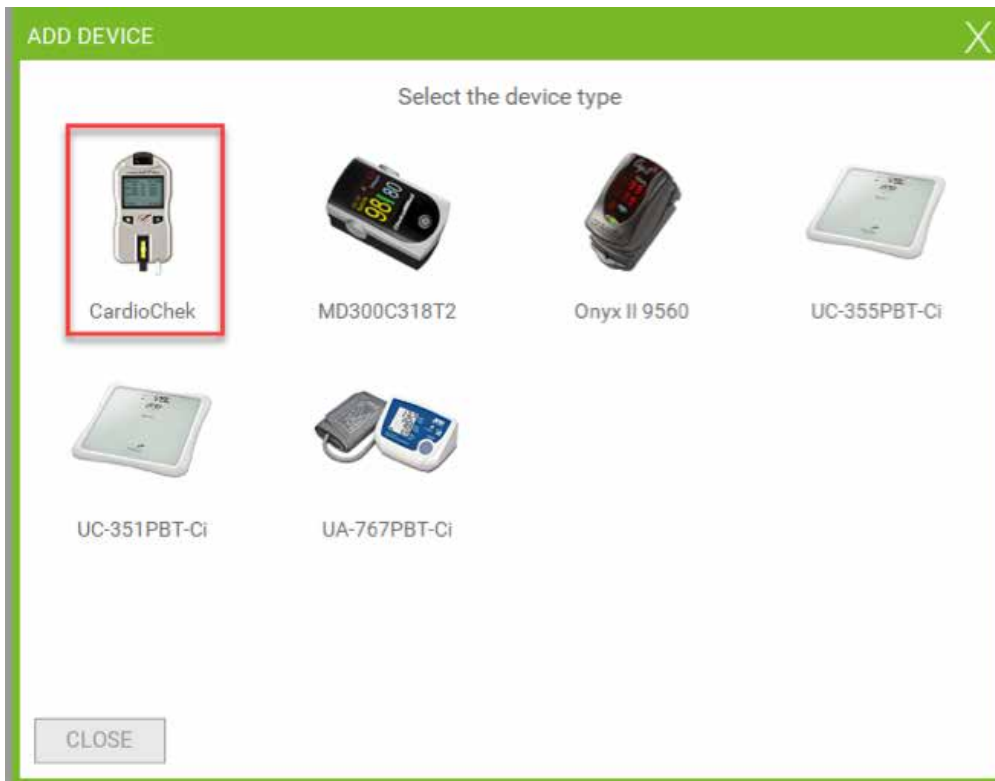 ADD DEVICE
X
Select the device type
CardioChek
MD300C318T2
Onyx II 9560
UC-355PBT-Ci
UC-351PBT-Ci
UA-767PBT-Ci
CLOSE